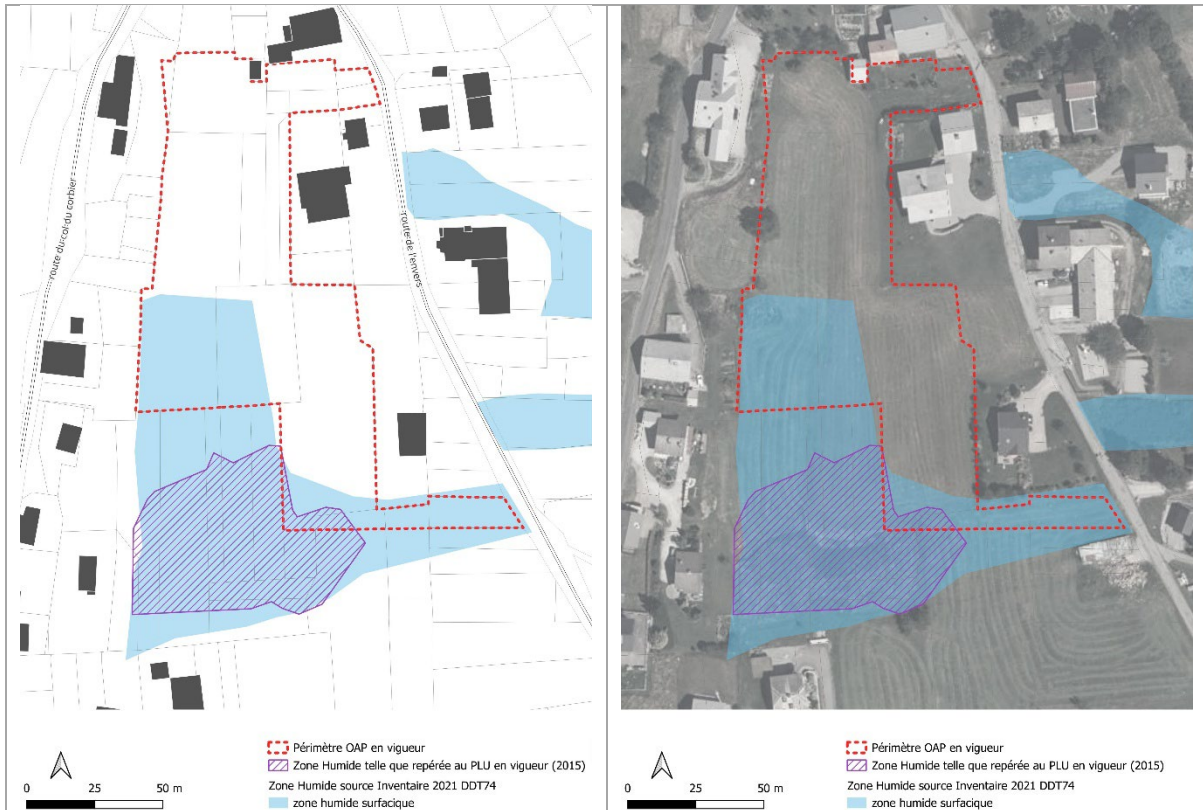 route du col du corbier
route de l'envers
Périmètre OAP en vigueur
Zone Humide telle que repérée au PLU en vigueur (2015)
Zone Humide source Inventaire 2021 DDT74
zone humide surfacique
0 25 50 m
Périmètre OAP en vigueur
Zone Humide telle que repérée au PLU en vigueur (2015)
Zone Humide source Inventaire 2021 DDT74
zone humide surfacique
0 25 50 m